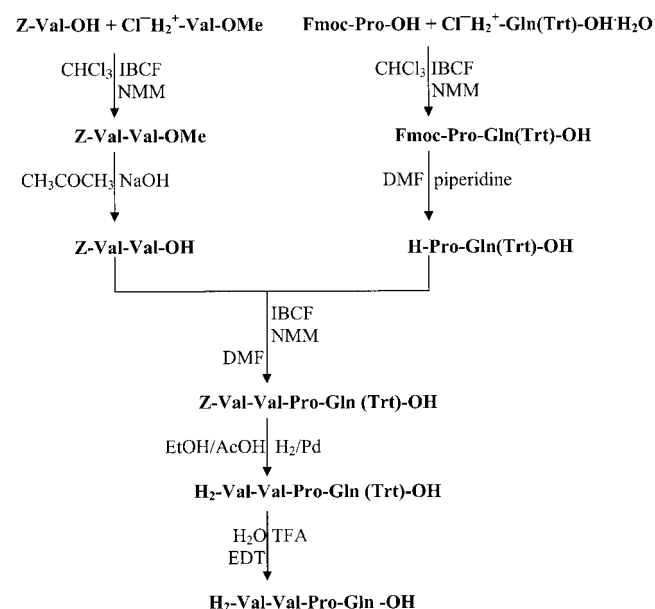 Z-Val-OH + Cl⁻H₂⁺-Val-OMe
Fmoc-Pro-OH + Cl⁻H₂⁺-Gln(Trt)-OH·H₂O
CHCl₃ IBCF
NMM
CHCl₃ IBCF
NMM
Z-Val-Val-OMe
Fmoc-Pro-Gln(Trt)-OH
CH₃COCH₃ NaOH
DMF piperidine
Z-Val-Val-OH
H-Pro-Gln(Trt)-OH
IBCF
NMM
DMF
Z-Val-Val-Pro-Gln (Trt)-OH
EtOH/AcOH H₂/Pd
H₂-Val-Val-Pro-Gln (Trt)-OH
H₂O TFA
EDT
H₂-Val-Val-Pro-Gln -OH